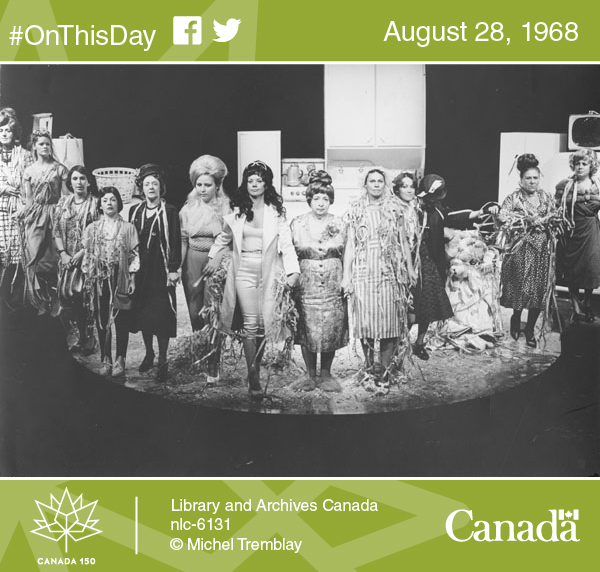 #OnThisDay
August 28, 1968
CANADA 150
Library and Archives Canada
nlc-6131
© Michel Tremblay
Canada